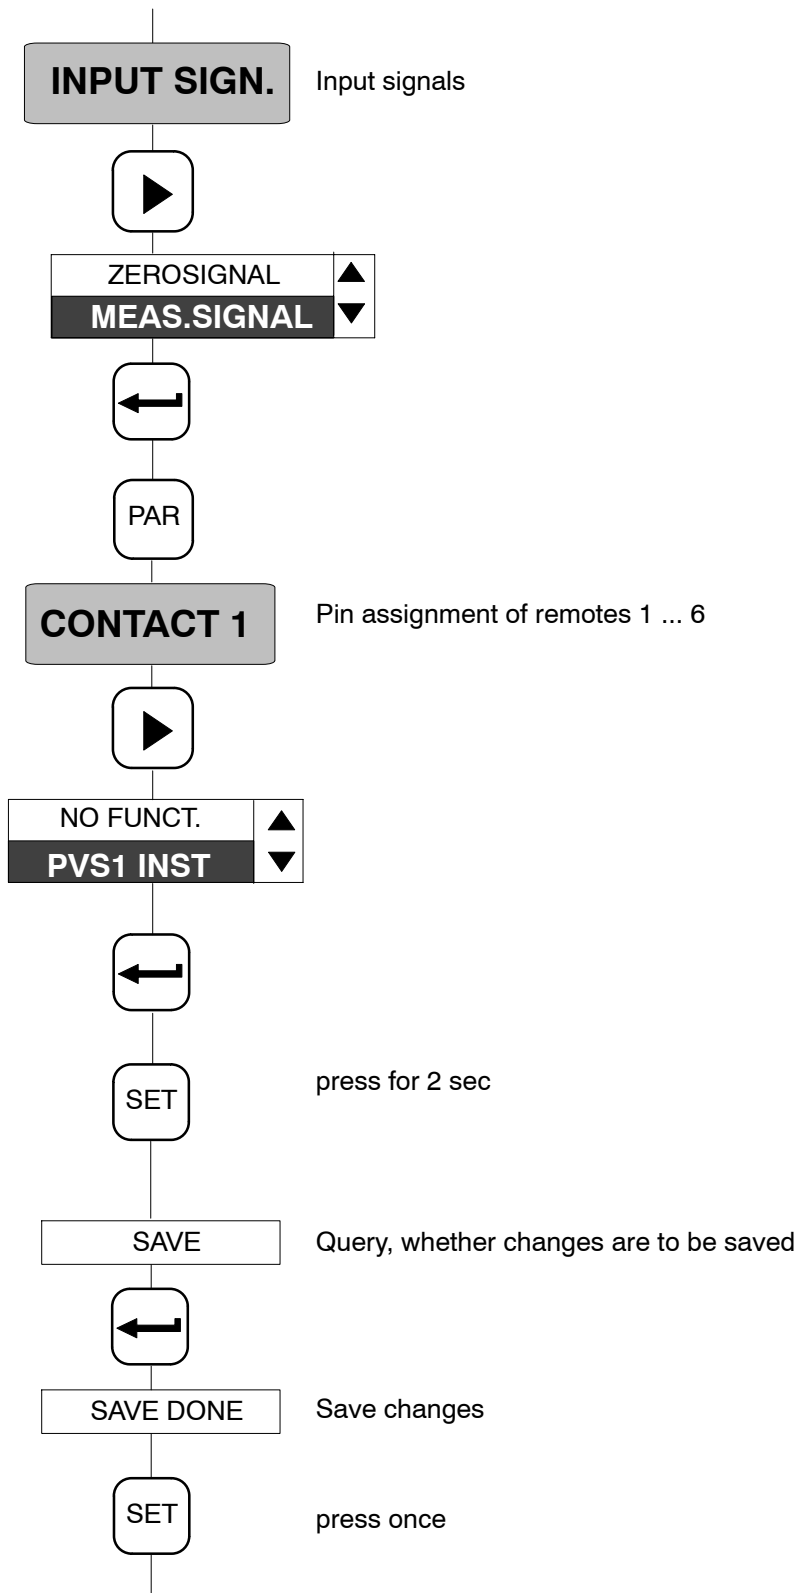 INPUT SIGN.
Input signals
ZEROSIGNAL
MEAS.SIGNAL
PAR
CONTACT 1
Pin assignment of remotes 1 ... 6
NO FUNCT.
PVS1 INST
SET
press for 2 sec
SAVE
Query, whether changes are to be saved
SAVE DONE
Save changes
SET
press once